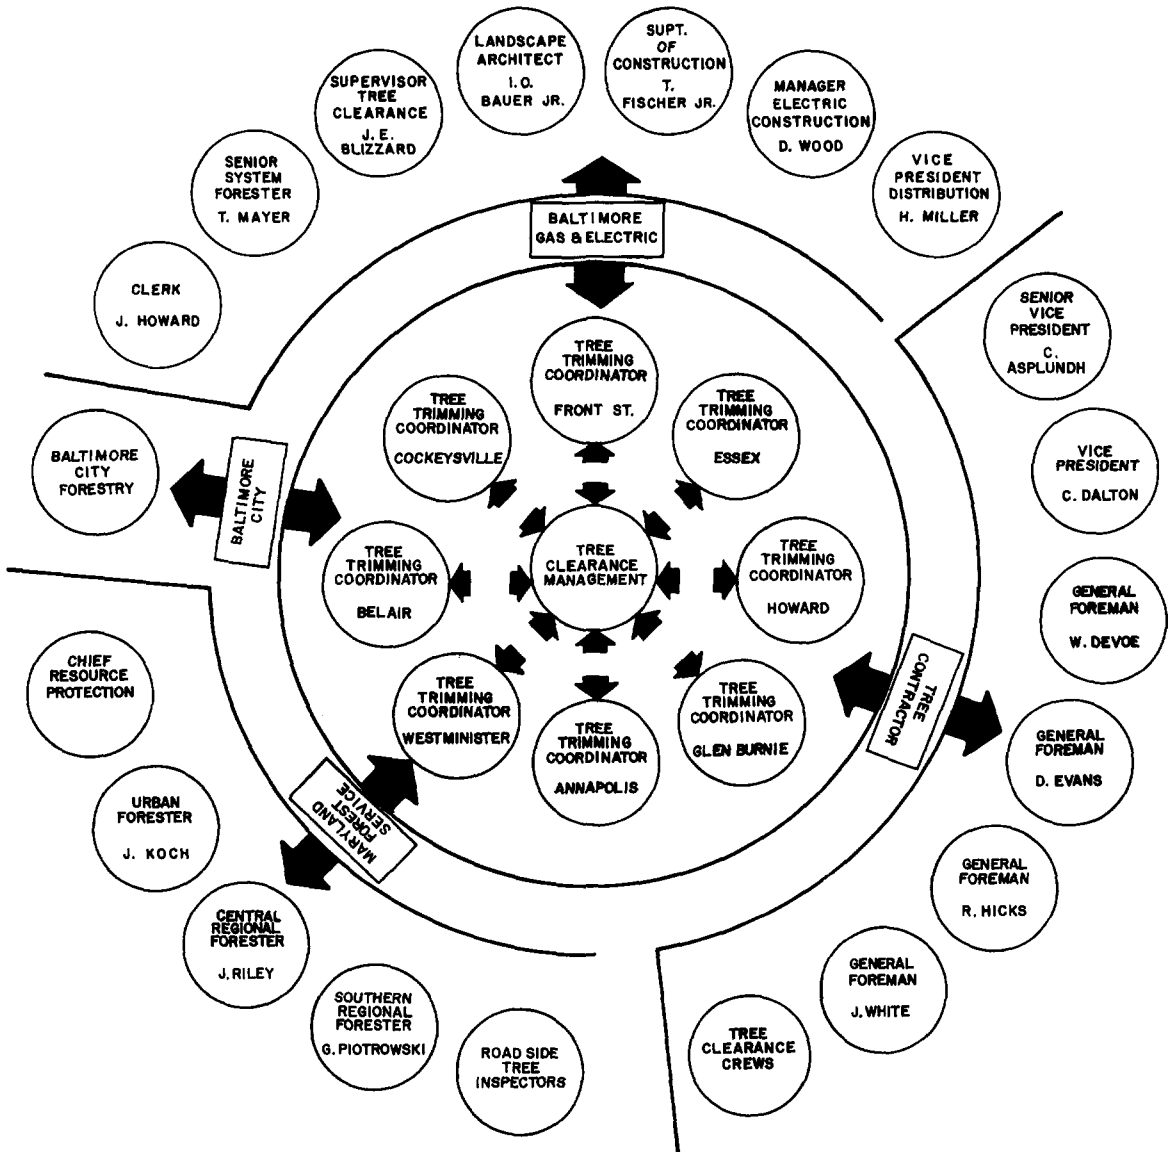 LANDSCAPE
ARCHITECT
I.O.
BAUER JR.
SUPT.
OF
CONSTRUCTION
T.
FISCHER JR.
SUPERVISOR
TREE
CLEARANCE
J. E.
BLIZZARD
MANAGER
ELECTRIC
CONSTRUCTION
D. WOOD
SENIOR
SYSTEM
FORESTER
T. MAYER
VICE
PRESIDENT
DISTRIBUTION
H. MILLER
CLERK
J. HOWARD
BALTIMORE
GAS & ELECTRIC
SENIOR
VICE
PRESIDENT
C.
ASPLUNDH
TREE
TRIMMING
COORDINATOR
FRONT ST.
TREE
TRIMMING
COORDINATOR
COCKEYSVILLE
TREE
TRIMMING
COORDINATOR
ESSEX
BALTIMORE
CITY
FORESTRY
BALTIMORE
CITY
VICE
PRESIDENT
C. DALTON
TREE
TRIMMING
COORDINATOR
BELAIR
TREE
CLEARANCE
MANAGEMENT
TREE
TRIMMING
COORDINATOR
HOWARD
GENERAL
FOREMAN
W. DEVOE
CHIEF
RESOURCE
PROTECTION
TREE
TRIMMING
COORDINATOR
WESTMINISTER
TREE
TRIMMING
COORDINATOR
ANNAPOLIS
TREE
TRIMMING
COORDINATOR
GLEN BURNIE
TREE
CONTRACTOR
GENERAL
FOREMAN
D. EVANS
URBAN
FORESTER
J. KOCH
MARYLAND
FOREST
SERVICE
GENERAL
FOREMAN
R. HICKS
CENTRAL
REGIONAL
FORESTER
J. RILEY
GENERAL
FOREMAN
J. WHITE
SOUTHERN
REGIONAL
FORESTER
G. PIOTROWSKI
ROAD SIDE
TREE
INSPECTORS
TREE
CLEARANCE
CREWS